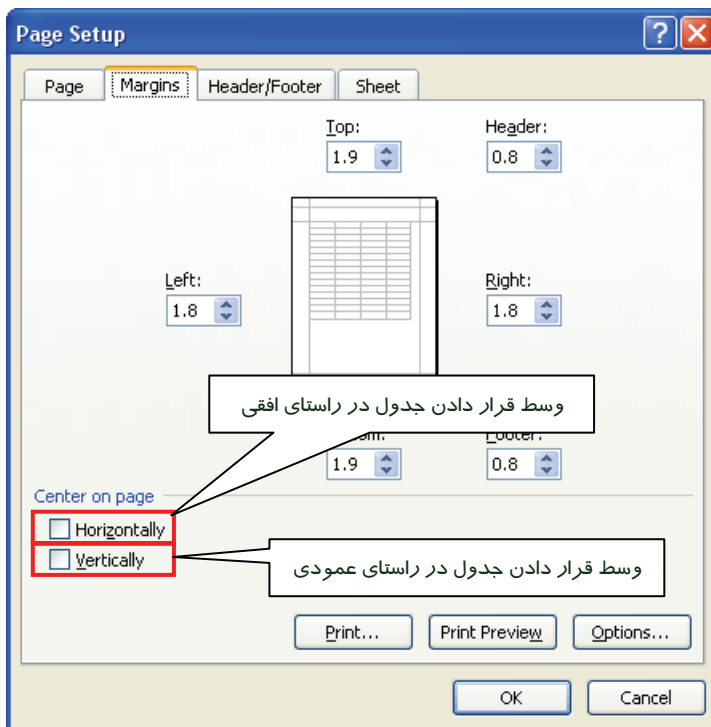 Page Setup
Page Margins Header/Footer Sheet
Top: Header:
1.9 0.8
Left: Right:
1.8 1.8
وسط قرار دادن جدول در راستای افقی
Footer:
1.9 0.8
Center on page
Horizontally
Vertically
وسط قرار دادن جدول در راستای عمودی
Print... Print Preview Options...
OK Cancel